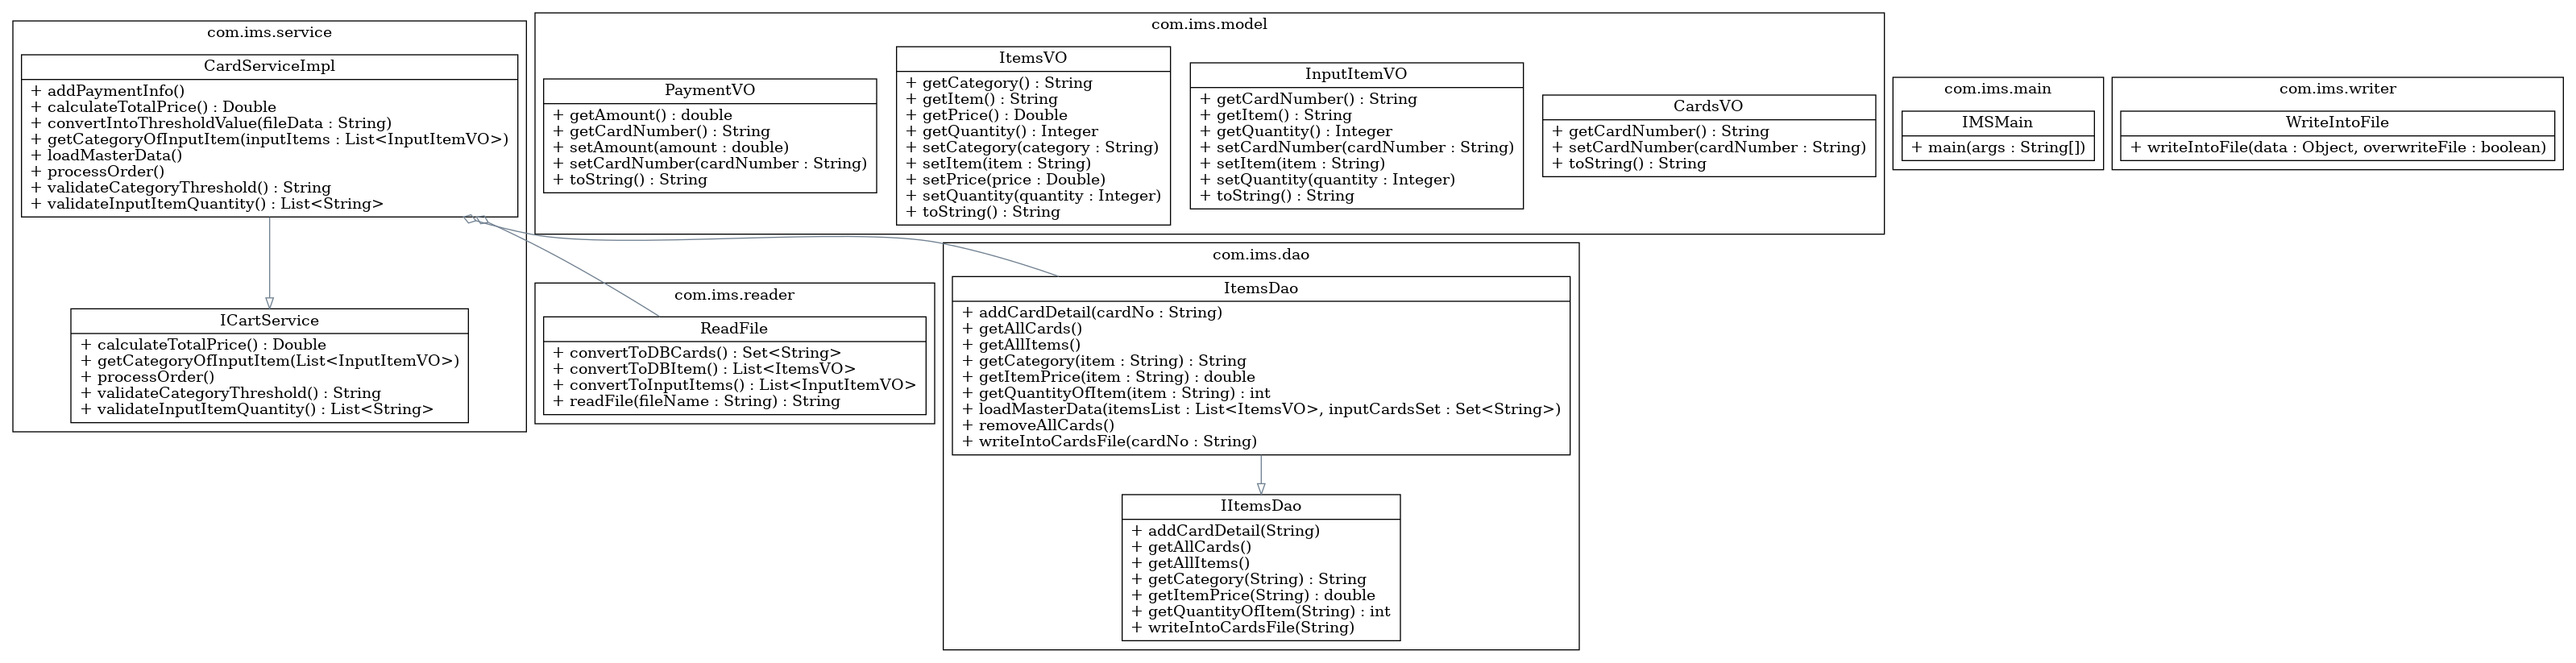 com.ims.service
CardServiceImpl
+ addPaymentInfo()
+ calculateTotalPrice() : Double
+ convertIntoThresholdValue(fileData : String)
+ getCategoryOfInputItem(inputItems : List<InputItemVO>)
+ loadMasterData()
+ processOrder()
+ validateCategoryThreshold() : String
+ validateInputItemQuantity() : List<String>
ICartService
+ calculateTotalPrice() : Double
+ getCategoryOfInputItem(List<InputItemVO>)
+ processOrder()
+ validateCategoryThreshold() : String
+ validateInputItemQuantity() : List<String>
com.ims.model
PaymentVO
+ getAmount() : double
+ getCardNumber() : String
+ setAmount(amount : double)
+ setCardNumber(cardNumber : String)
+ toString() : String
ItemsVO
+ getCategory() : String
+ getItem() : String
+ getPrice() : Double
+ getQuantity() : Integer
+ setCategory(category : String)
+ setItem(item : String)
+ setPrice(price : Double)
+ setQuantity(quantity : Integer)
+ toString() : String
InputItemVO
+ getCardNumber() : String
+ getItem() : String
+ getQuantity() : Integer
+ setCardNumber(cardNumber : String)
+ setItem(item : String)
+ setQuantity(quantity : Integer)
+ toString() : String
CardsVO
+ getCardNumber() : String
+ setCardNumber(cardNumber : String)
+ toString() : String
com.ims.main
IMSMain
+ main(args : String[])
com.ims.writer
WriteIntoFile
+ writeIntoFile(data : Object, overwriteFile : boolean)
com.ims.reader
ReadFile
+ convertToDBCards() : Set<String>
+ convertToDBItem() : List<ItemsVO>
+ convertToInputItems() : List<InputItemVO>
+ readFile(fileName : String) : String
com.ims.dao
ItemsDao
+ addCardDetail(cardNo : String)
+ getAllCards()
+ getAllItems()
+ getCategory(item : String) : String
+ getItemPrice(item : String) : double
+ getQuantityOfItem(item : String) : int
+ loadMasterData(itemsList : List<ItemsVO>, inputCardsSet : Set<String>)
+ removeAllCards()
+ writeIntoCardsFile(cardNo : String)
IItemsDao
+ addCardDetail(String)
+ getAllCards()
+ getAllItems()
+ getCategory(String) : String
+ getItemPrice(String) : double
+ getQuantityOfItem(String) : int
+ writeIntoCardsFile(String)